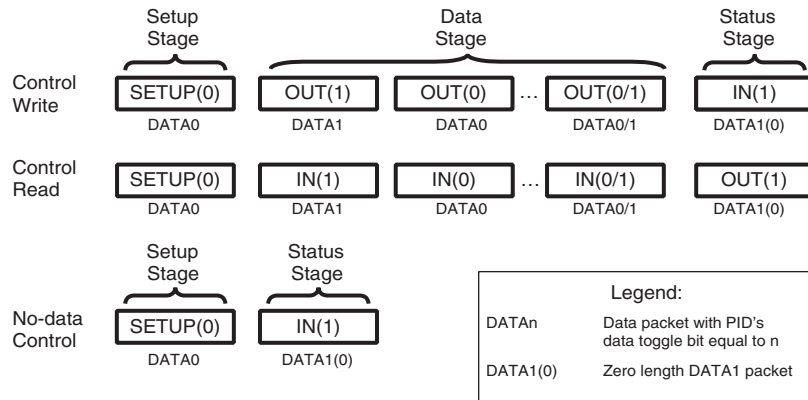 Setup
Stage
Data
Stage
Status
Stage
Control
Write
SETUP(0) OUT(1) OUT(0) ... OUT(0/1) IN(1)
DATA0 DATA1 DATA0 DATA0/1 DATA1(0)
Control
Read
SETUP(0) IN(1) IN(0) ... IN(0/1) OUT(1)
DATA0 DATA1 DATA0 DATA0/1 DATA1(0)
Setup
Stage
Status
Stage
No-data
Control
SETUP(0) IN(1)
DATA0 DATA1(0)
Legend:
DATAn Data packet with PID's
data toggle bit equal to n
DATA1(0) Zero length DATA1 packet